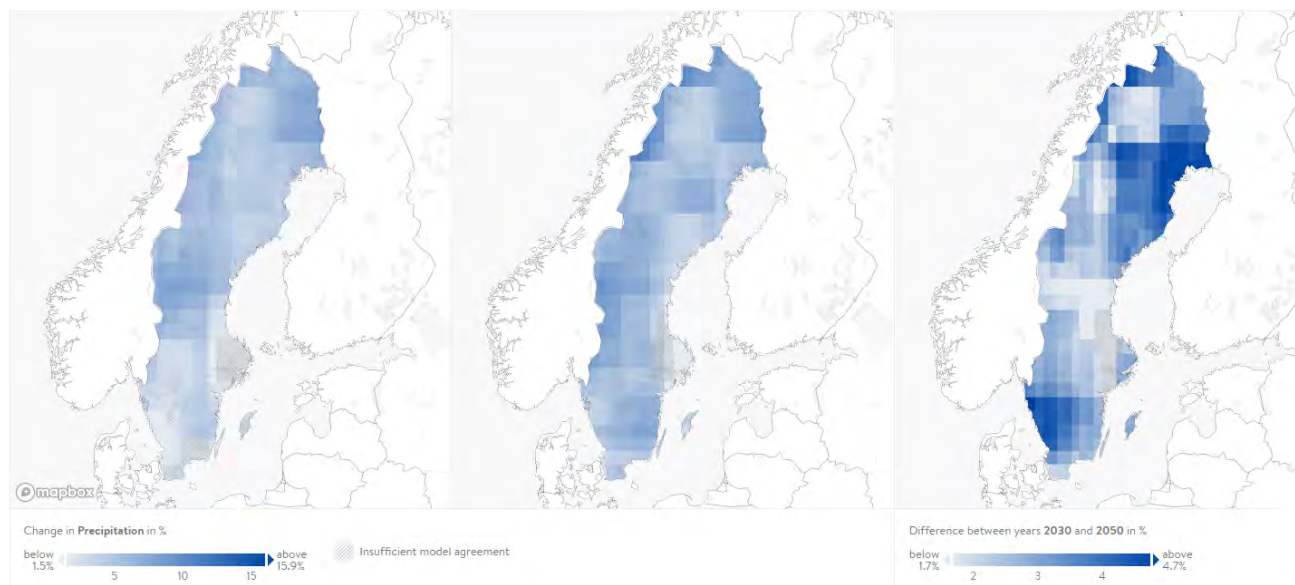 mapbox
Change in Precipitation in %
below
1.5%
above
15.9%
5 10 15
Insufficient model agreement
Difference between years 2030 and 2050 in %
below
1.7%
above
4.7%
2 3 4